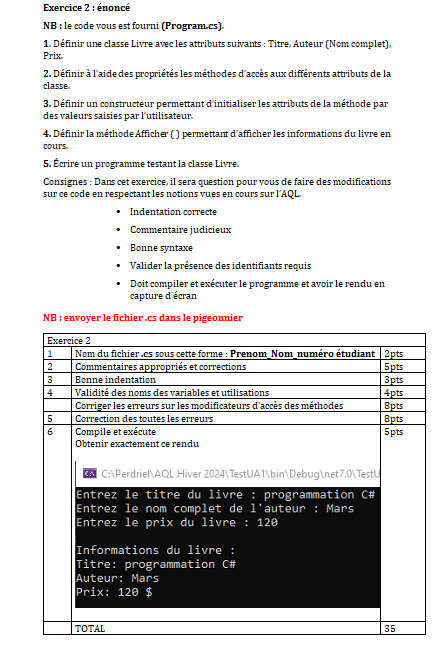 Exercice 2 : énoncé
NB : le code vous est fourni (Program.cs).
1. Définir une classe Livre avec les attributs suivants : Titre, Auteur (Nom complet),
Prix.
2. Définir à l'aide des propriétés les méthodes d'accès aux différents attributs de la
classe.
3. Définir un constructeur permettant d'initialiser les attributs de la méthode par
des valeurs saisies par l'utilisateur.
4. Définir la méthode Afficher ( ) permettant d'afficher les informations du livre en
cours.
5. Écrire un programme testant la classe Livre.
Consignes : Dans cet exercice, il sera question pour vous de faire des modifications
sur ce code en respectant les notions vues en cours sur l'AQL.
• Indentation correcte
• Commentaire judicieux
• Bonne syntaxe
• Valider la présence des identifiants requis
• Doit compiler et exécuter le programme et avoir le rendu en
capture d'écran
NB : envoyer le fichier .cs dans le pigeonnier
Exercice 2
1 Nom du fichier .cs sous cette forme : Prenom_Nom_numéro étudiant 2pts
2 Commentaires appropriés et corrections 5pts
3 Bonne indentation 3pts
4 Validité des noms des variables et utilisations 4pts
Corriger les erreurs sur les modificateurs d'accès des méthodes 8pts
5 Correction des toutes les erreurs 8pts
6 Compile et exécute 5pts
Obtenir exactement ce rendu
C:\Perdriel\AQL Hiver 2024\TestUA1\bin\Debug\net7.0\TestU
Entrez le titre du livre : programmation C#
Entrez le nom complet de l'auteur : Mars
Entrez le prix du livre : 120
Informations du livre :
Titre: programmation C#
Auteur: Mars
Prix: 120 $
TOTAL 35